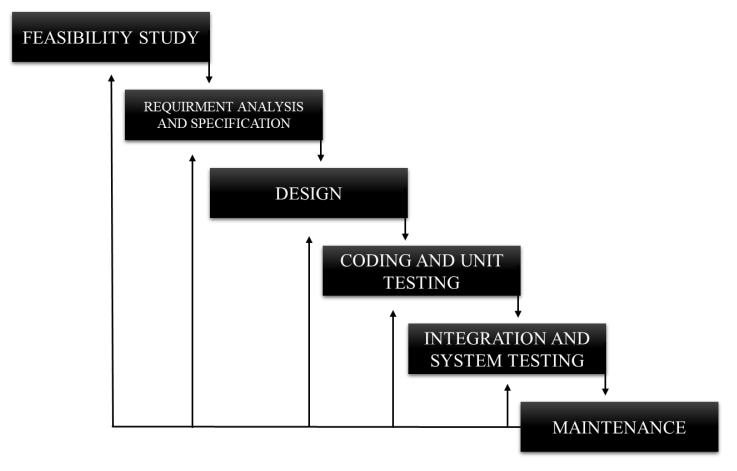 FEASIBILITY STUDY
REQUIRMENT ANALYSIS
AND SPECIFICATION
DESIGN
CODING AND UNIT
TESTING
INTEGRATION AND
SYSTEM TESTING
MAINTENANCE